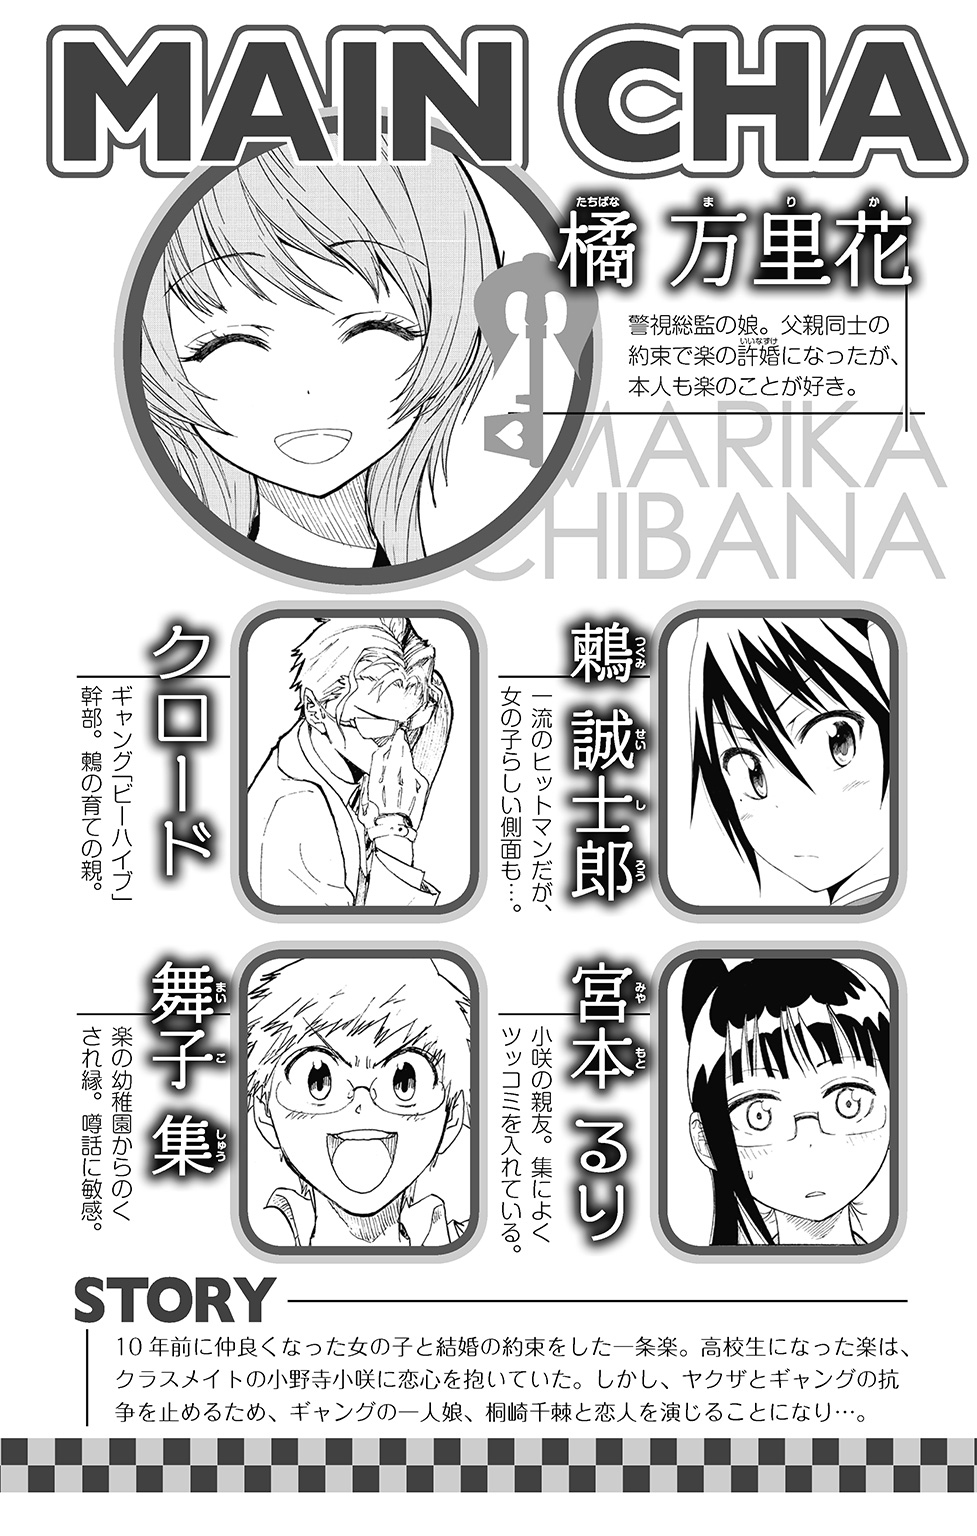 MAIN CHA
たちばな まりか
橘 万里花
警視総監の娘。父親同士の
いいなずけ
約束で楽の許婚になったが、
本人も楽のことが好き。
MARIKA
CHIBANA
つぐみ せいしろう
鶫 誠士郎
一流のヒットマンだが、
女の子らしい側面も…。
クロード
ギャング「ビーハイブ」
幹部。鶫の育ての親。
みやもと
宮本 るり
小咲の親友。集によく
ツッコミを入れている。
まいこ しゅう
舞子 集
楽の幼稚園からのく
され縁。噂話に敏感。
STORY
10年前に仲良くなった女の子と結婚の約束をした一条楽。高校生になった楽は、
クラスメイトの小野寺小咲に恋心を抱いていた。しかし、ヤクザとギャングの抗
争を止めるため、ギャングの一人娘、桐崎千棘と恋人を演じることになり…。